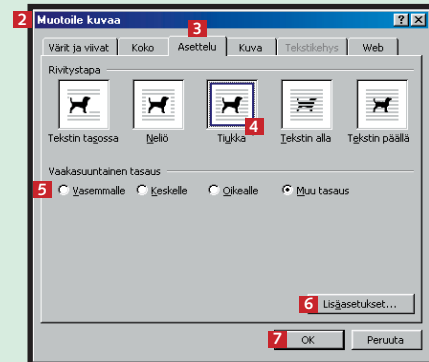 2 Muotoile kuvaa
3
Värit ja viivat Koko Asettelu Kuva Tekstikehys Web
Rivitystapa
4
Tekstin tasossa Neliö Tiukka Tekstin alla Tekstin päällä
Vaakasuuntainen tasaus
5 Vasemmalle Keskelle Oikealle Muu tasaus
6 Lisäasetukset...
7 OK Peruuta